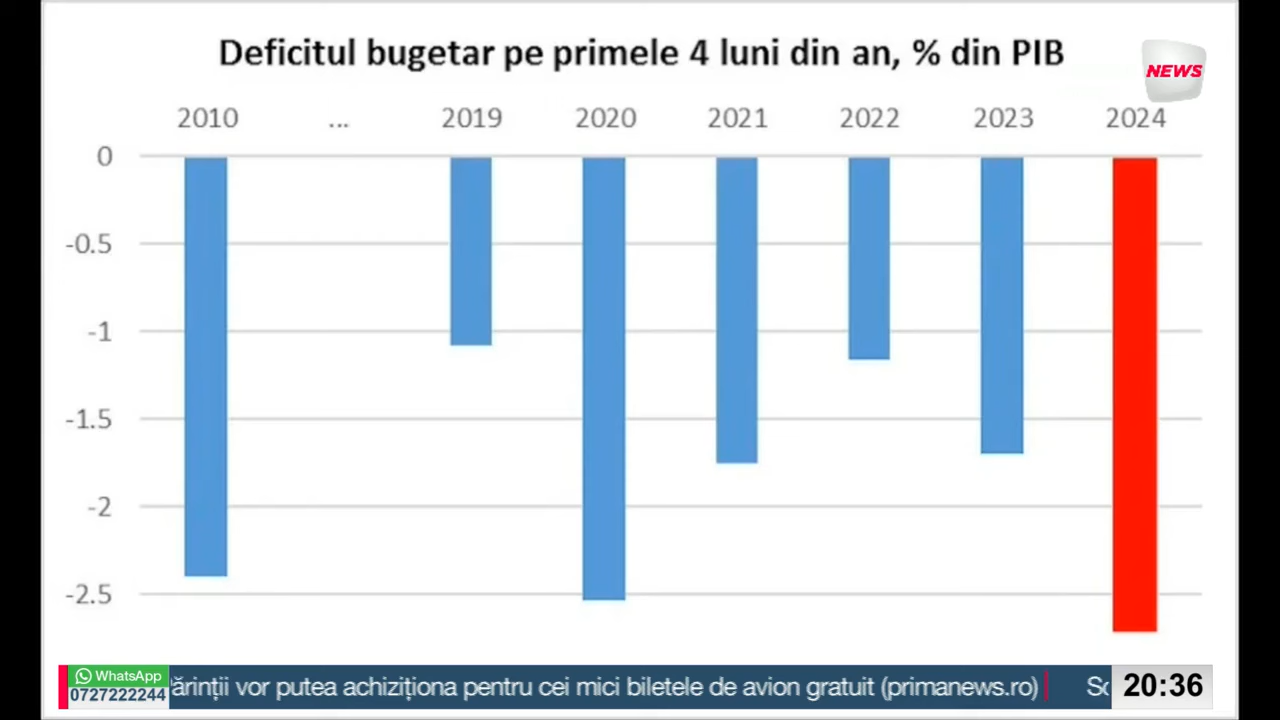 Deficitul bugetar pe primele 4 luni din an, % din PIB
NEWS
2010 ... 2019 2020 2021 2022 2023 2024
0
-0.5
-1
-1.5
-2
-2.5
WhatsApp
0727222244
ărinții vor putea achiziționa pentru cei mici biletele de avion gratuit (primanews.ro)
20:36